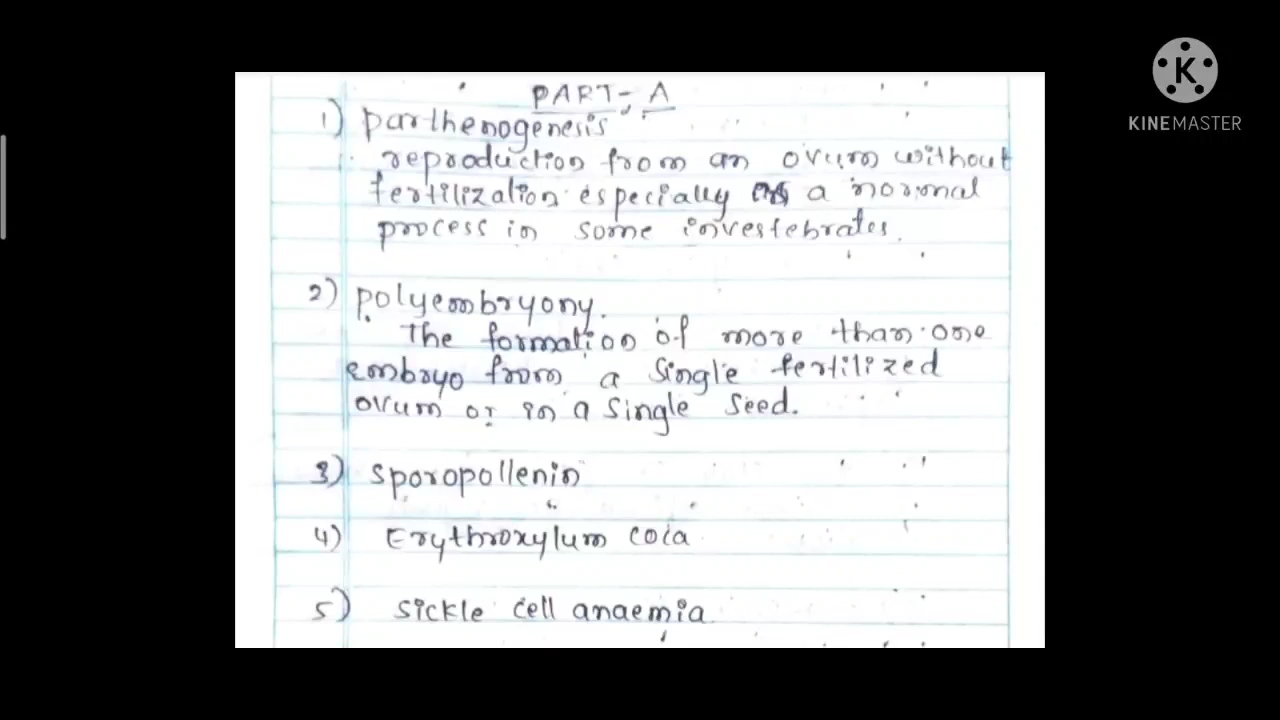 PART-A
1) parthenogenesis
reproduction from an ovum without
fertilization especially as a normal
process in some invertebrates.
2) polyembryony.
The formation of more than one
embryo from a single fertilized
ovum or in a single seed.
3) Sporopollenin
4) Erythroxylum coca
5) Sickle cell anaemia
K
KINEMASTER